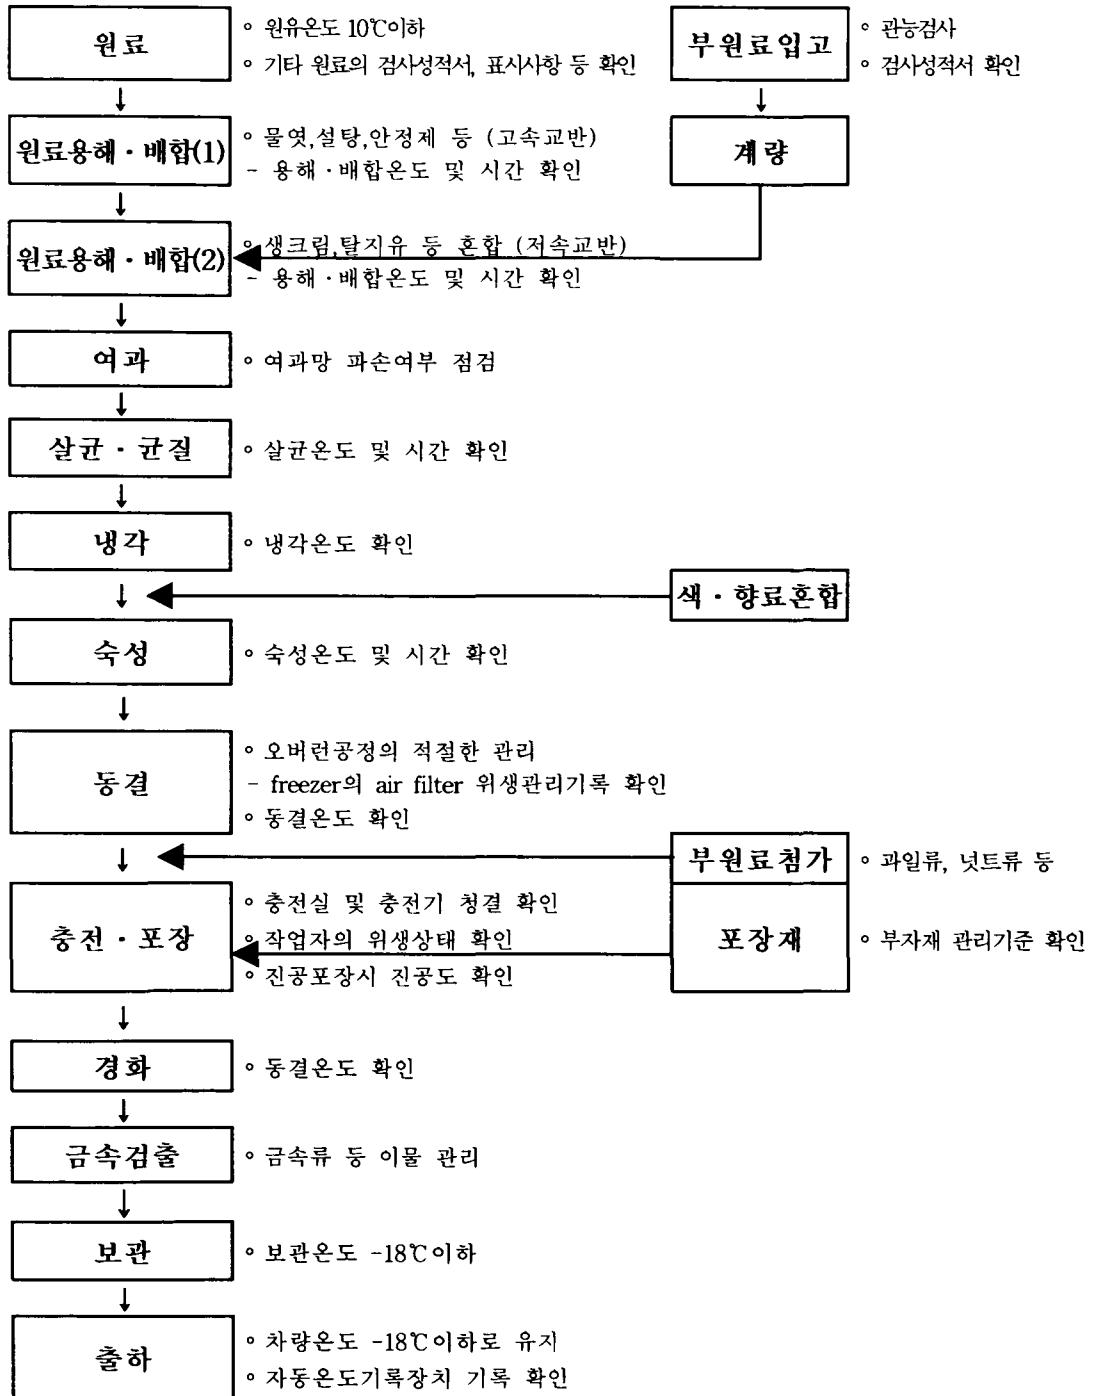 원료
◦ 원유온도 10℃이하
◦ 기타 원료의 검사성적서, 표시사항 등 확인
부원료입고
◦ 관능검사
◦ 검사성적서 확인
원료용해·배합(1)
◦ 물엿,설탕,안정제 등 (고속교반)
- 용해·배합온도 및 시간 확인
계량
원료용해·배합(2)
◦ 생크림,탈지유 등 혼합 (저속교반)
- 용해·배합온도 및 시간 확인
여과
◦ 여과망 파손여부 점검
살균·균질
◦ 살균온도 및 시간 확인
냉각
◦ 냉각온도 확인
색·향료혼합
숙성
◦ 숙성온도 및 시간 확인
동결
◦ 오버런공정의 적절한 관리
- freezer의 air filter 위생관리기록 확인
◦ 동결온도 확인
부원료첨가
◦ 과일류, 넛트류 등
충전·포장
◦ 충전실 및 충전기 청결 확인
◦ 작업자의 위생상태 확인
◦ 진공포장시 진공도 확인
포장재
◦ 부자재 관리기준 확인
경화
◦ 동결온도 확인
금속검출
◦ 금속류 등 이물 관리
보관
◦ 보관온도 -18℃이하
출하
◦ 차량온도 -18℃이하로 유지
◦ 자동온도기록장치 기록 확인